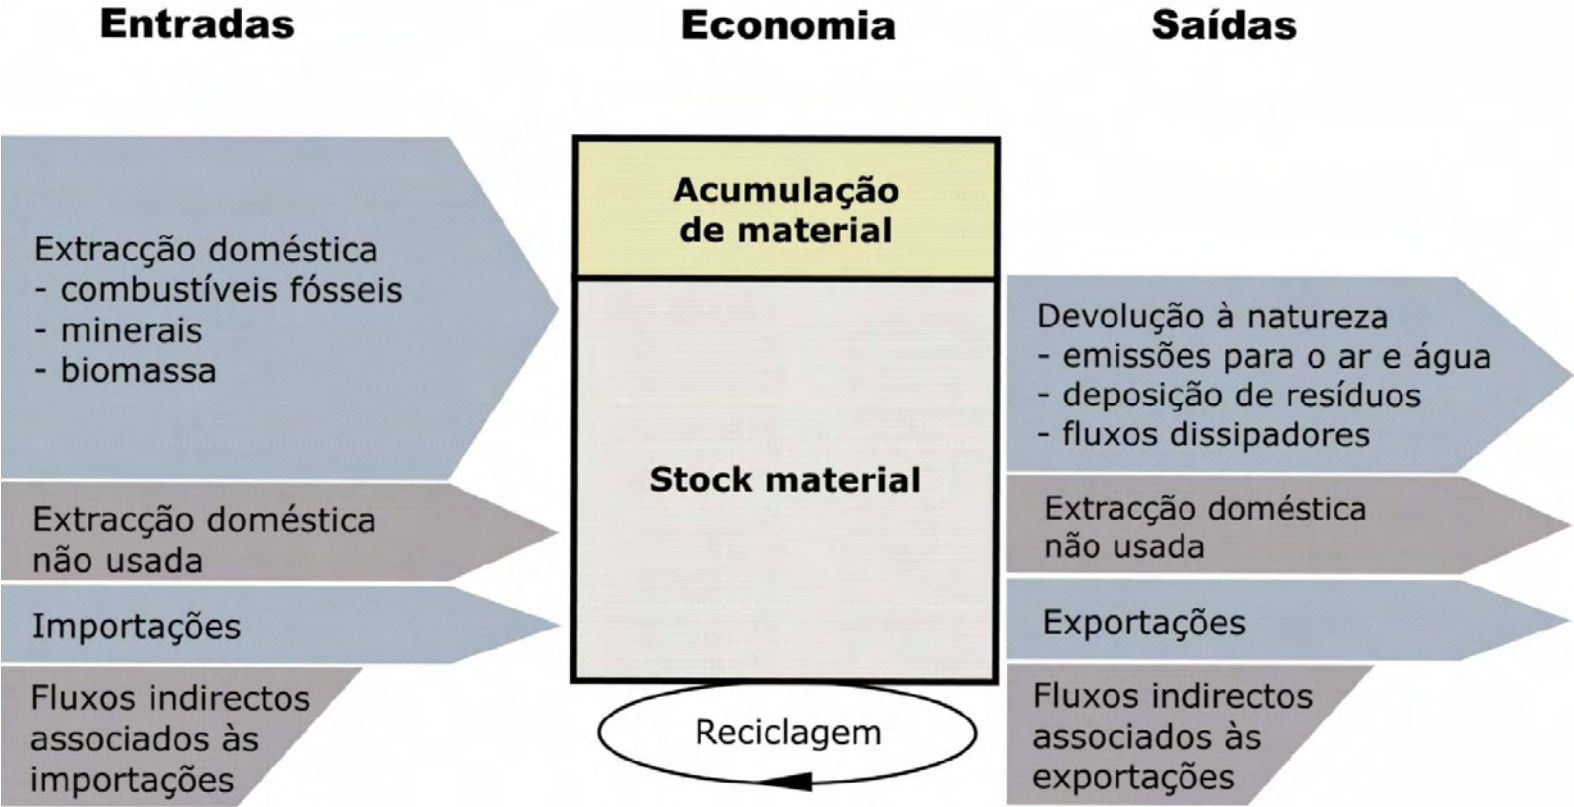 Entradas
Economia
Saídas
Extracção doméstica
- combustíveis fósseis
- minerais
- biomassa
Extracção doméstica
não usada
Importações
Fluxos indirectos
associados às
importações
Acumulação
de material
Stock material
Reciclagem
Devolução à natureza
- emissões para o ar e água
- deposição de resíduos
- fluxos dissipadores
Extracção doméstica
não usada
Exportações
Fluxos indirectos
associados às
exportações